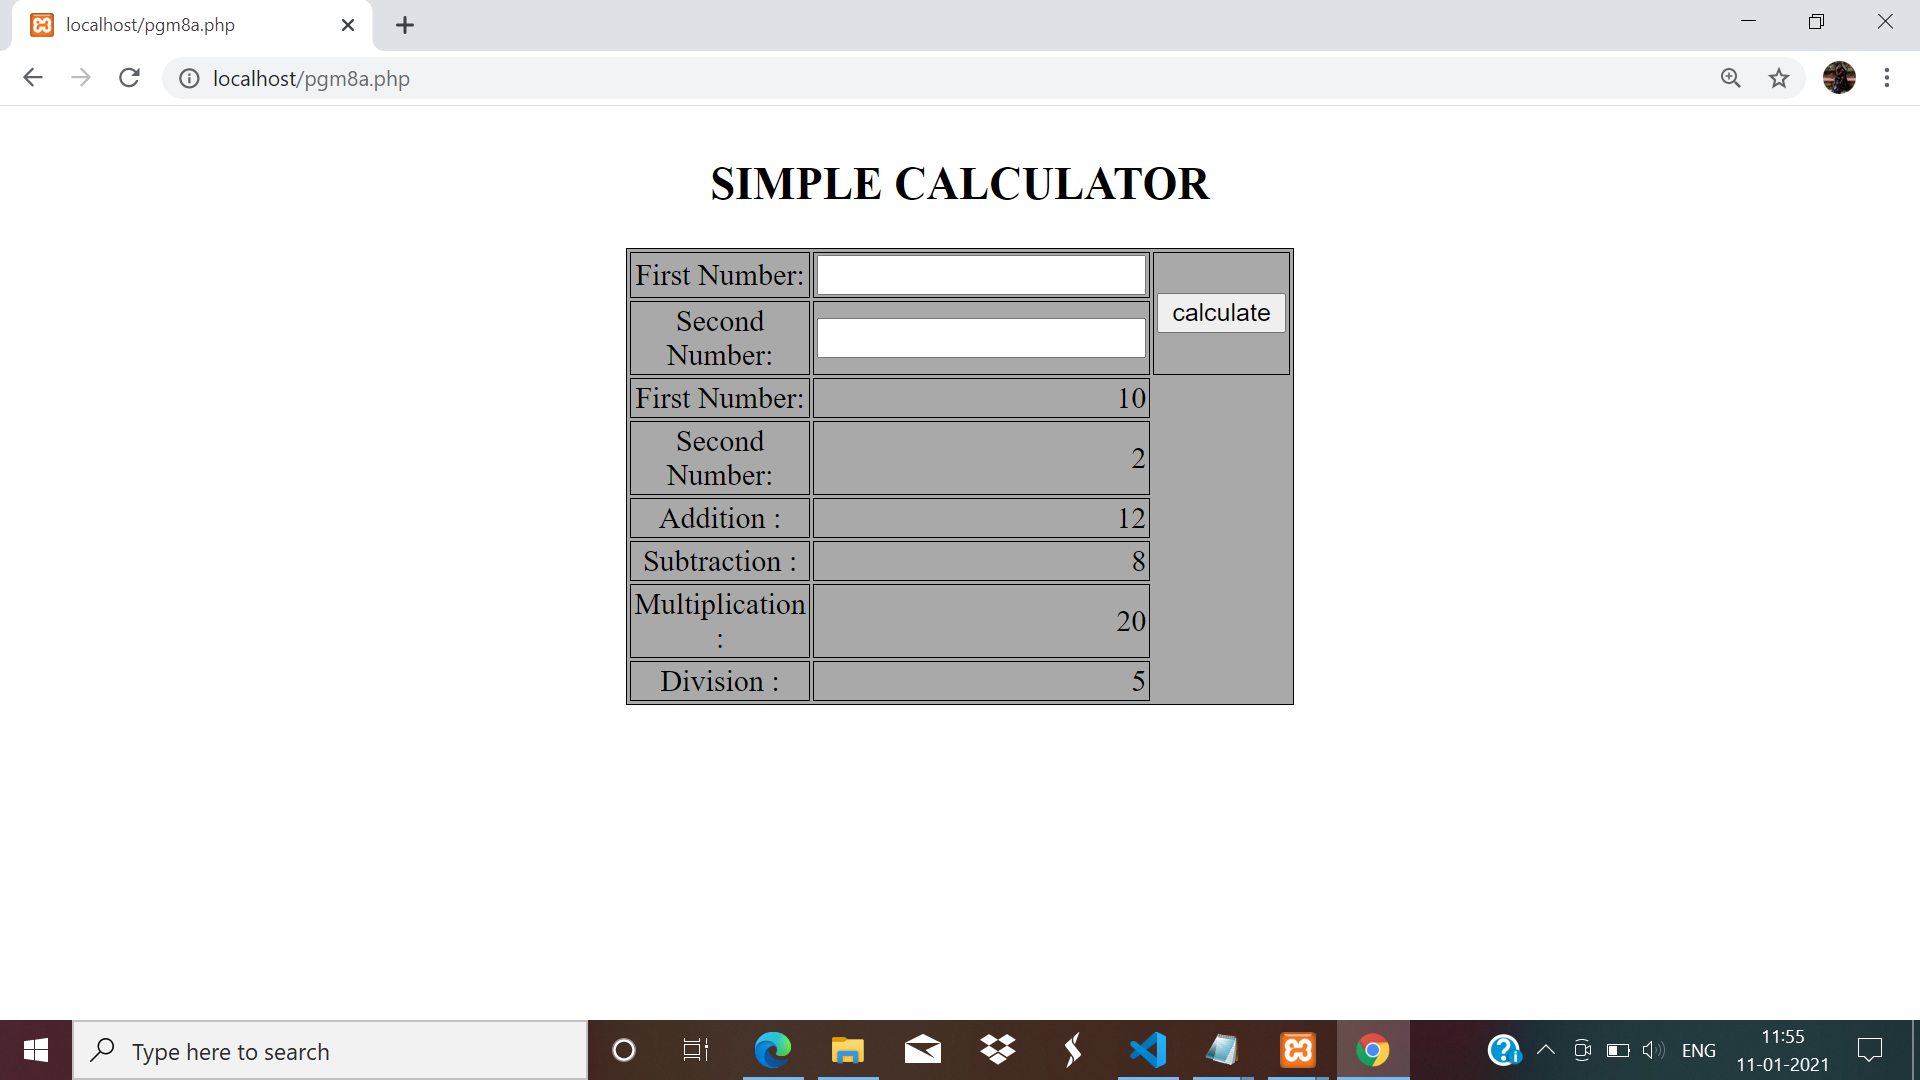 localhost/pgm8a.php
localhost/pgm8a.php
SIMPLE CALCULATOR
First Number:
calculate
Second
Number:
First Number: 10
Second
Number: 2
Addition : 12
Subtraction : 8
Multiplication
: 20
Division : 5
Type here to search
ENG
11:55
11-01-2021